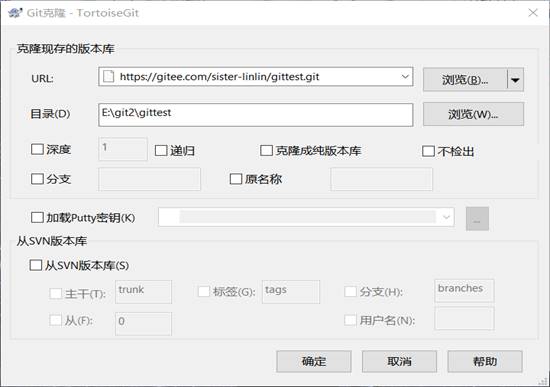 Git克隆 - TortoiseGit
克隆现存的版本库
URL: https://gitee.com/sister-linlin/gittest.git 浏览(B)...
目录(D) E:\git2\gittest 浏览(W)...
深度 1 递归 克隆成纯版本库 不检出
分支 原名称
加载Putty密钥(K) ...
从SVN版本库
从SVN版本库(S)
主干(T): trunk 标签(G): tags 分支(H): branches
从(F): 0 用户名(N):
确定 取消 帮助